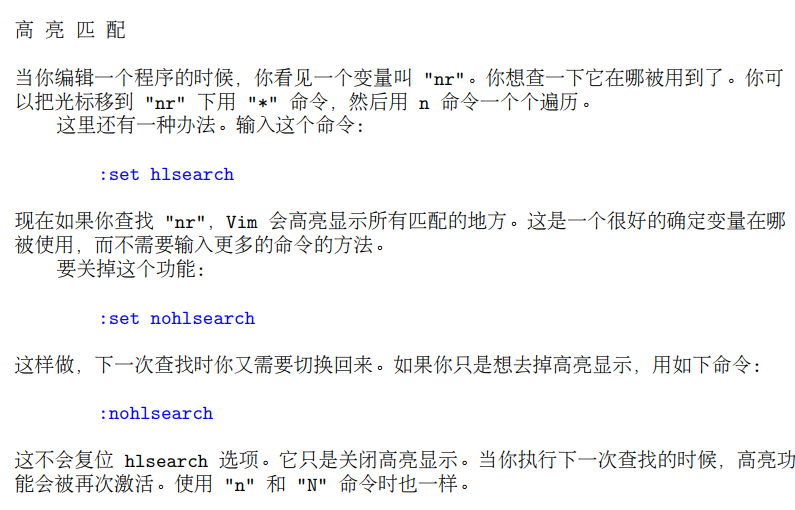 高 亮 匹 配
当你编辑一个程序的时候，你看见一个变量叫 "nr"。你想查一下它在哪被用到了。你可
以把光标移到 "nr" 下用 "*" 命令，然后用 n 命令一个个遍历。
这里还有一种办法。输入这个命令：
:set hlsearch
现在如果你查找 "nr"，Vim 会高亮显示所有匹配的地方。这是一个很好的确定变量在哪
被使用，而不需要输入更多的命令的方法。
要关掉这个功能：
:set nohlsearch
这样做，下一次查找时你又需要切换回来。如果你只是想去掉高亮显示，用如下命令：
:nohlsearch
这不会复位 hlsearch 选项。它只是关闭高亮显示。当你执行下一次查找的时候，高亮功
能会被再次激活。使用 "n" 和 "N" 命令时也一样。